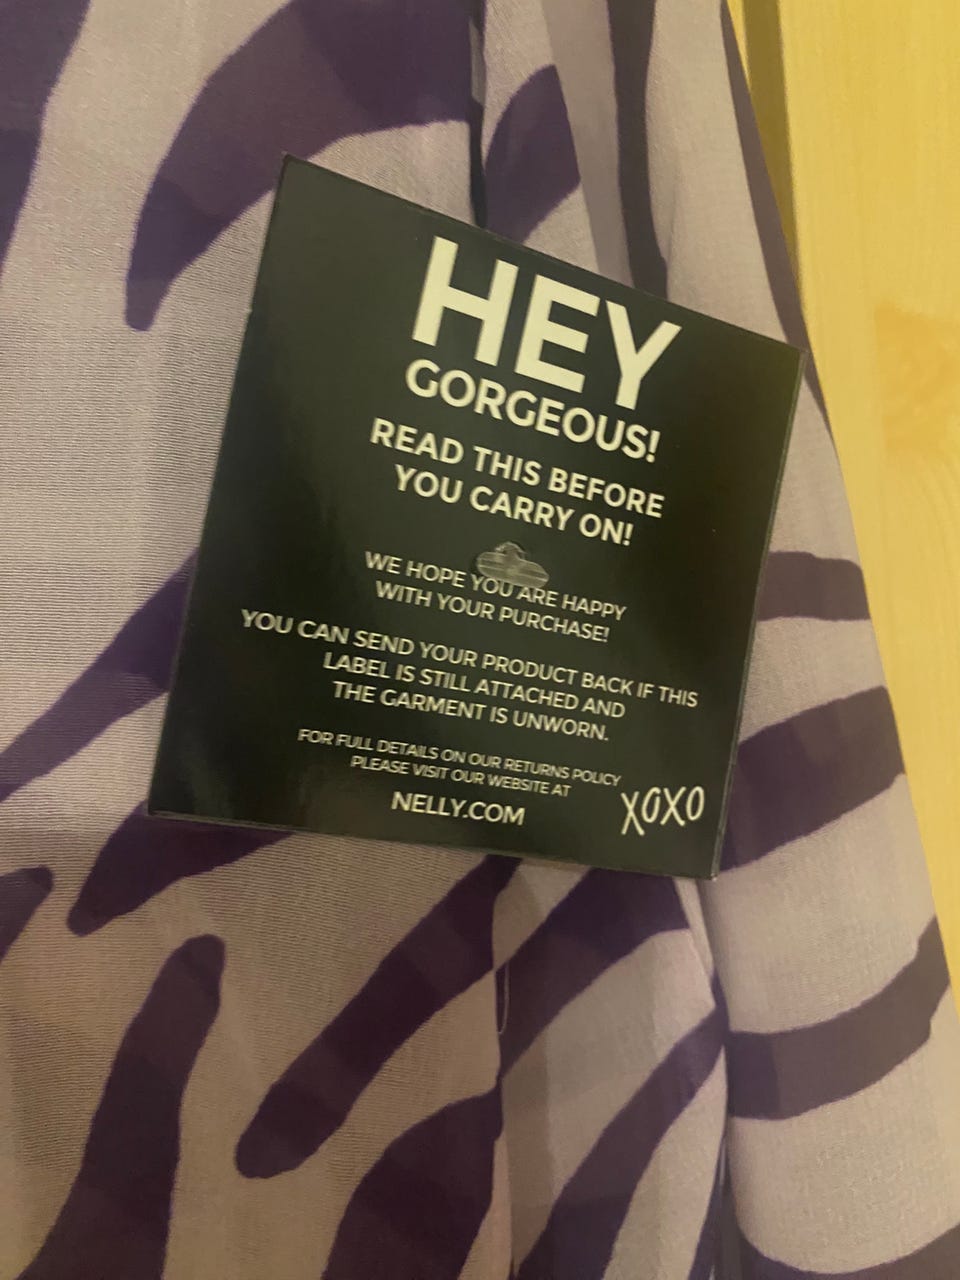 HEY
GORGEOUS!
READ THIS BEFORE
YOU CARRY ON!
WE HOPE YOU ARE HAPPY
WITH YOUR PURCHASE!
YOU CAN SEND YOUR PRODUCT BACK IF THIS
LABEL IS STILL ATTACHED AND
THE GARMENT IS UNWORN.
FOR FULL DETAILS ON OUR RETURNS POLICY
PLEASE VISIT OUR WEBSITE AT
NELLY.COM
XOXO